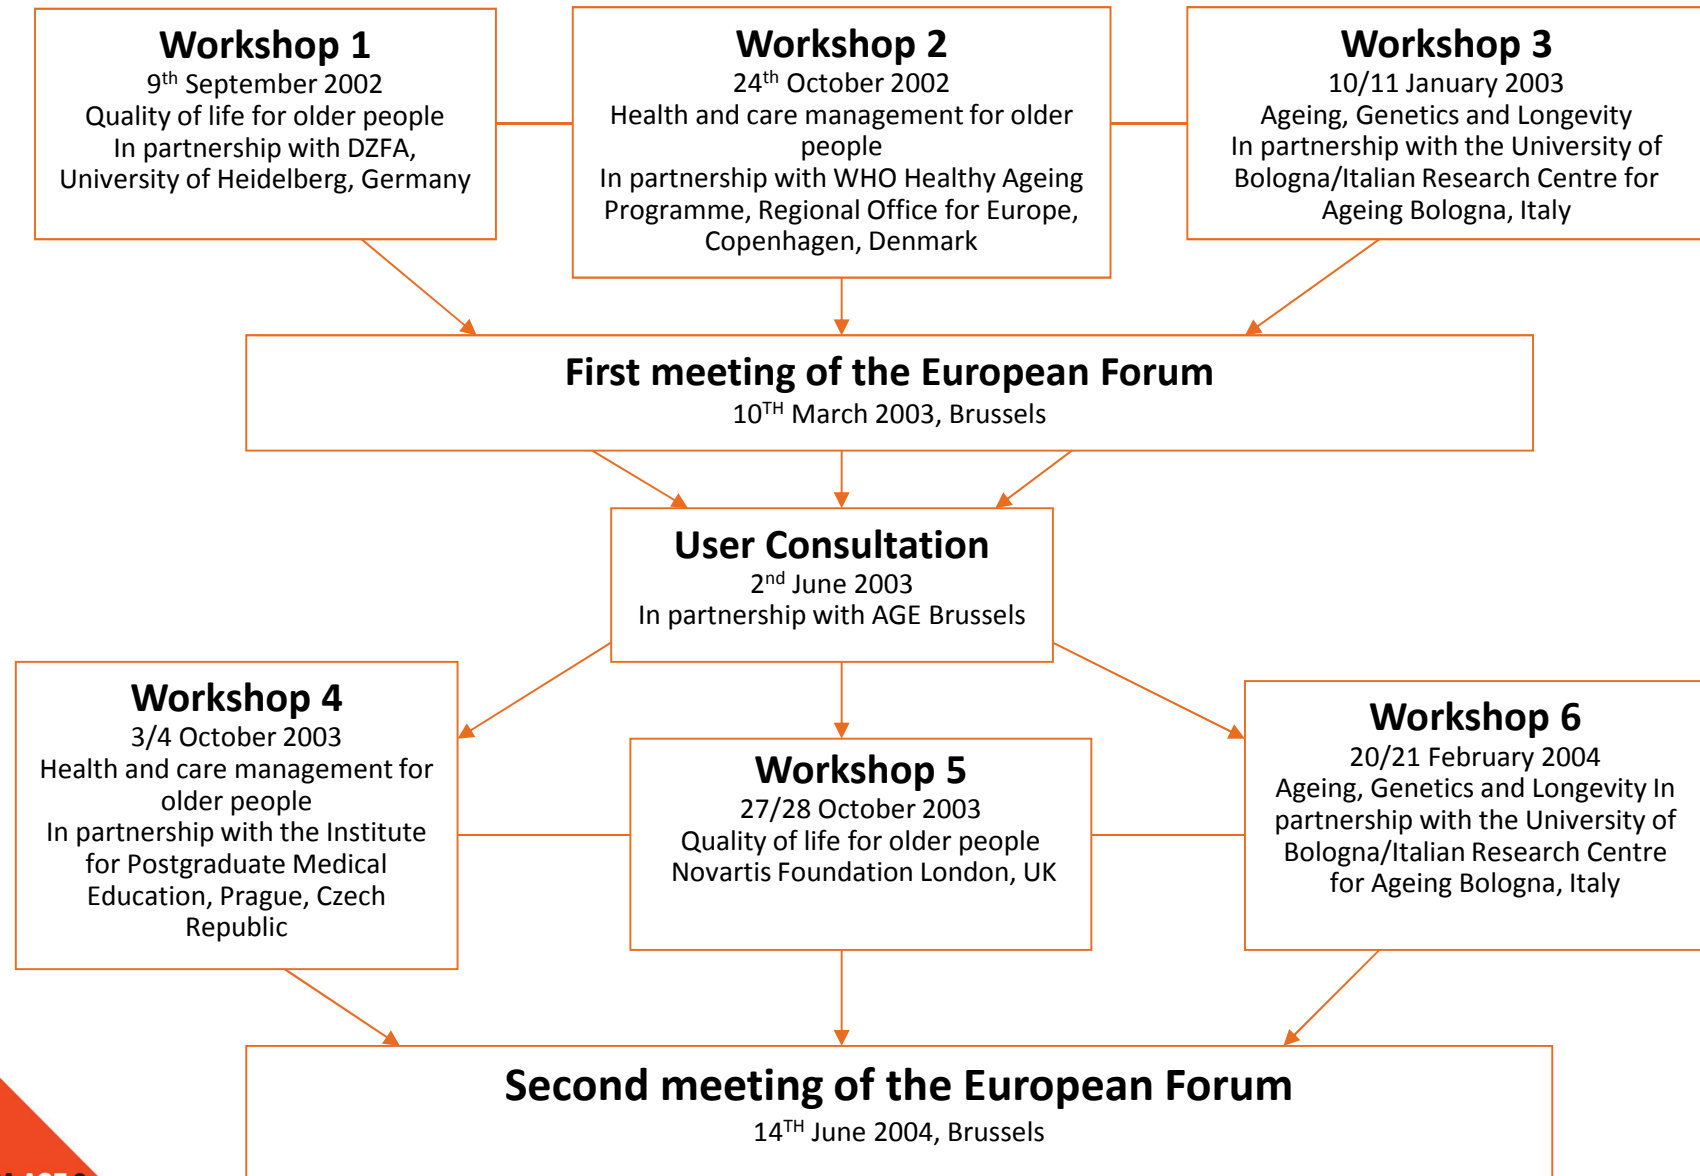 Workshop 1
9th September 2002
Quality of life for older people
In partnership with DZFA,
University of Heidelberg, Germany
Workshop 2
24th October 2002
Health and care management for older
people
In partnership with WHO Healthy Ageing
Programme, Regional Office for Europe,
Copenhagen, Denmark
Workshop 3
10/11 January 2003
Ageing, Genetics and Longevity
In partnership with the University of
Bologna/Italian Research Centre for
Ageing Bologna, Italy
First meeting of the European Forum
10TH March 2003, Brussels
User Consultation
2nd June 2003
In partnership with AGE Brussels
Workshop 4
3/4 October 2003
Health and care management for
older people
In partnership with the Institute
for Postgraduate Medical
Education, Prague, Czech
Republic
Workshop 5
27/28 October 2003
Quality of life for older people
Novartis Foundation London, UK
Workshop 6
20/21 February 2004
Ageing, Genetics and Longevity In
partnership with the University of
Bologna/Italian Research Centre
for Ageing Bologna, Italy
Second meeting of the European Forum
14TH June 2004, Brussels